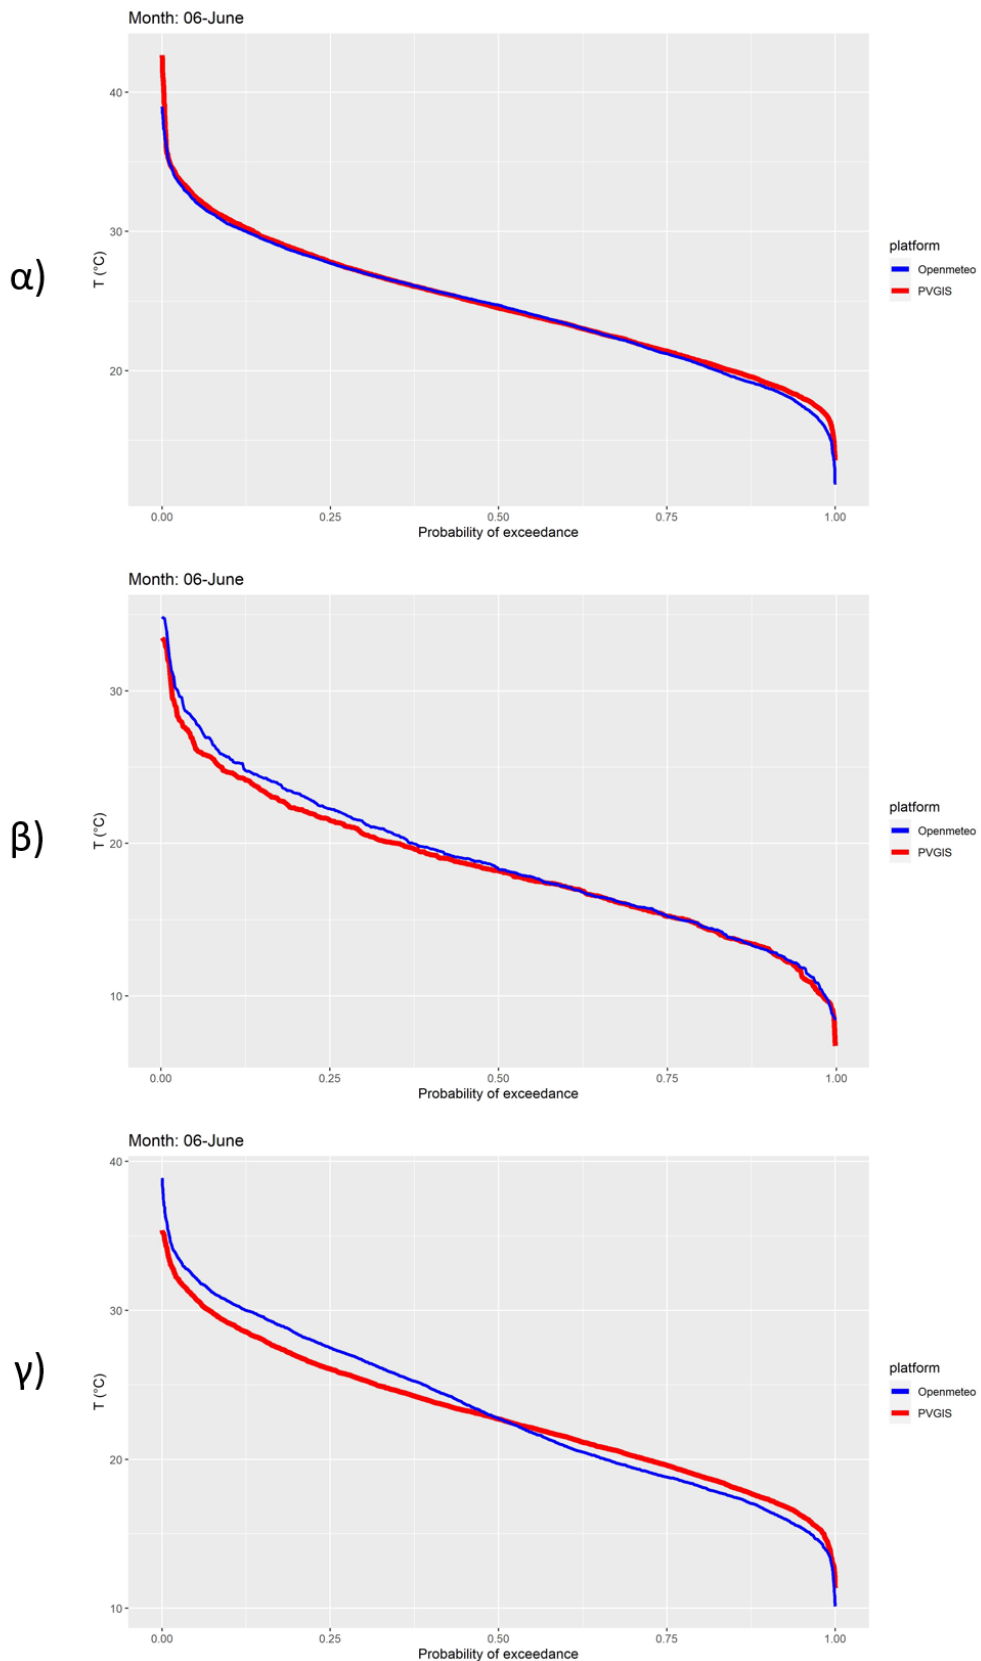 Month: 06-June
α)
40
30
20
T (°C)
0.00 0.25 0.50 0.75 1.00
Probability of exceedance
platform
Openmeteo
PVGIS
Month: 06-June
β)
30
20
10
T (°C)
0.00 0.25 0.50 0.75 1.00
Probability of exceedance
platform
Openmeteo
PVGIS
Month: 06-June
γ)
40
30
20
10
T (°C)
0.00 0.25 0.50 0.75 1.00
Probability of exceedance
platform
Openmeteo
PVGIS